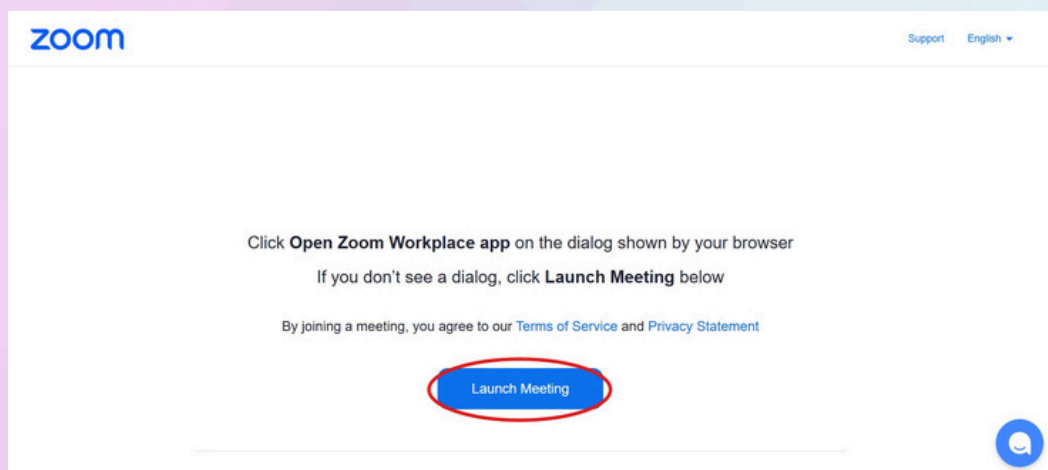 zoom
Support English
Click Open Zoom Workplace app on the dialog shown by your browser
If you don't see a dialog, click Launch Meeting below
By joining a meeting, you agree to our Terms of Service and Privacy Statement
Launch Meeting